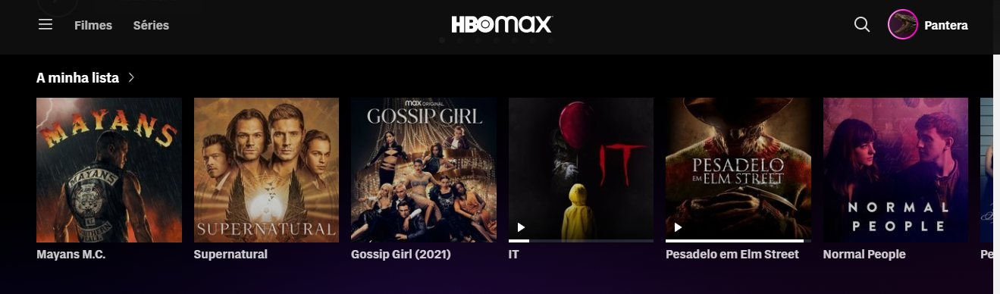 Filmes
Séries
HBOmax
Pantera
A minha lista
MAYANS
MAYANS
SUPERNATURAL
max ORIGINAL
GOSSIP GIRL
IT
PESADELO
EM ELM STREET
NORMAL
PEOPLE
Mayans M.C.
Supernatural
Gossip Girl (2021)
IT
Pesadelo em Elm Street
Normal People
Pe